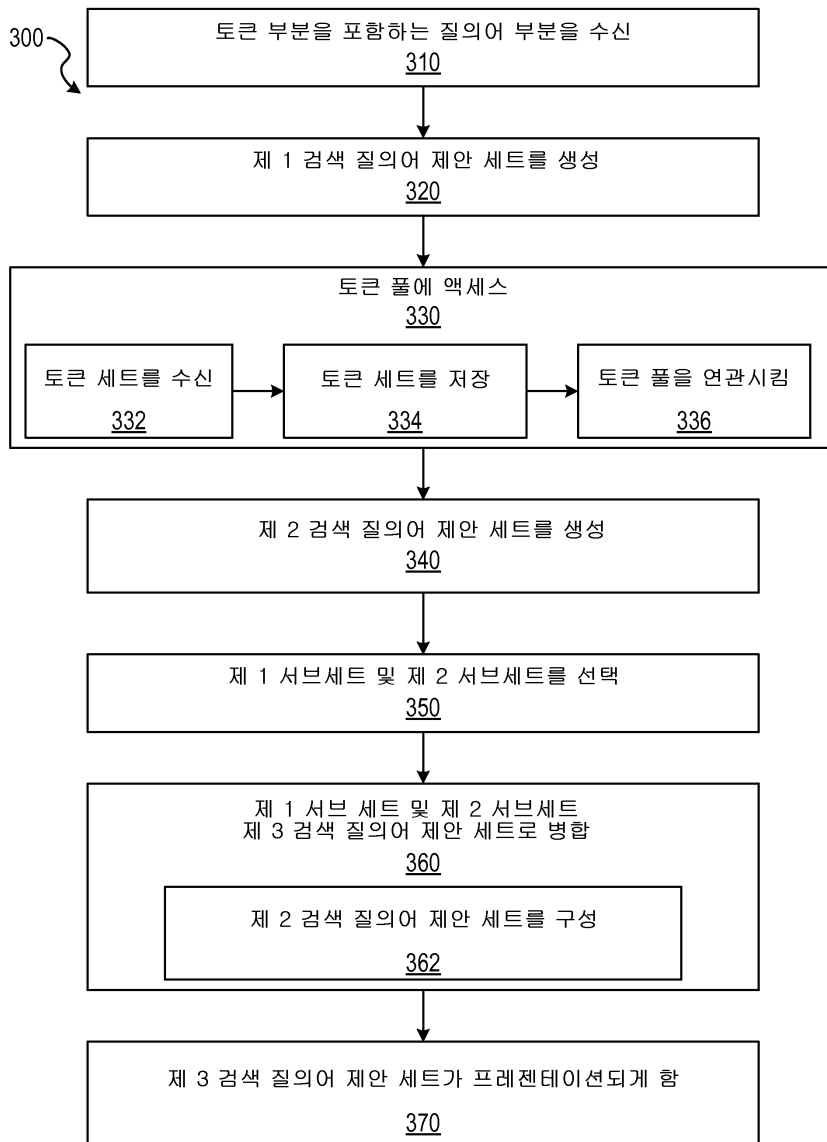 300
토큰 부분을 포함하는 질의어 부분을 수신
310
제 1 검색 질의어 제안 세트를 생성
320
토큰 풀에 액세스
330
토큰 세트를 수신
332
토큰 세트를 저장
334
토큰 풀을 연관시킴
336
제 2 검색 질의어 제안 세트를 생성
340
제 1 서브세트 및 제 2 서브세트를 선택
350
제 1 서브 세트 및 제 2 서브세트
제 3 검색 질의어 제안 세트로 병합
360
제 2 검색 질의어 제안 세트를 구성
362
제 3 검색 질의어 제안 세트가 프레젠테이션되게 함
370